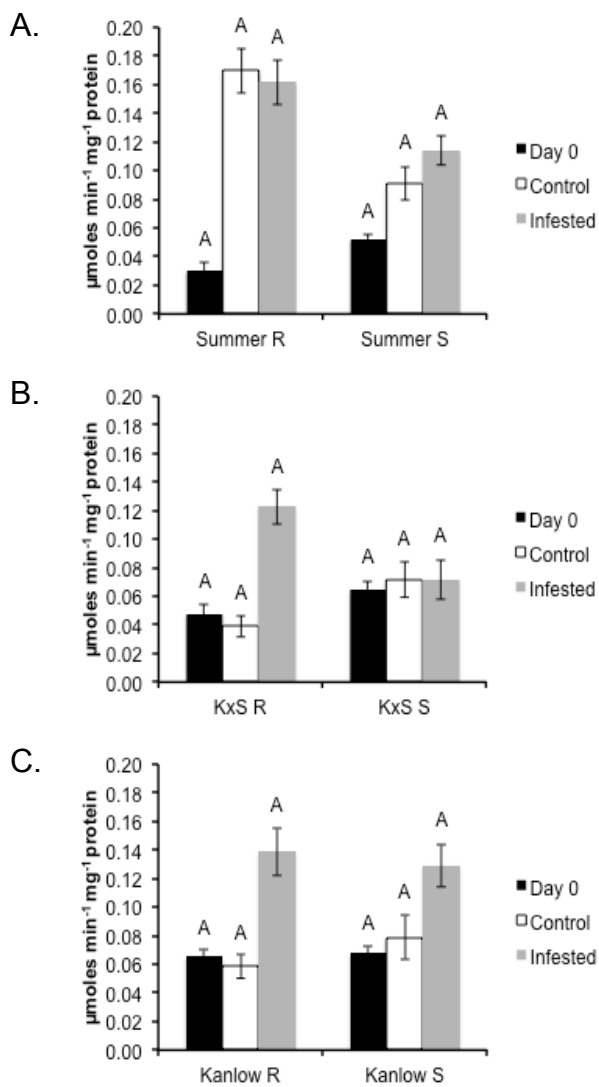 A.
µmoles min⁻¹ mg⁻¹ protein
0.20
0.18
0.16
0.14
0.12
0.10
0.08
0.06
0.04
0.02
0.00
A
A
A
A
A
A
Summer R
Summer S
Day 0
Control
Infested
B.
µmoles min⁻¹ mg⁻¹ protein
0.20
0.18
0.16
0.14
0.12
0.10
0.08
0.06
0.04
0.02
0.00
A
A
A
A
A
A
KxS R
KxS S
Day 0
Control
Infested
C.
µmoles min⁻¹ mg⁻¹ protein
0.20
0.18
0.16
0.14
0.12
0.10
0.08
0.06
0.04
0.02
0.00
A
A
A
A
A
A
Kanlow R
Kanlow S
Day 0
Control
Infested